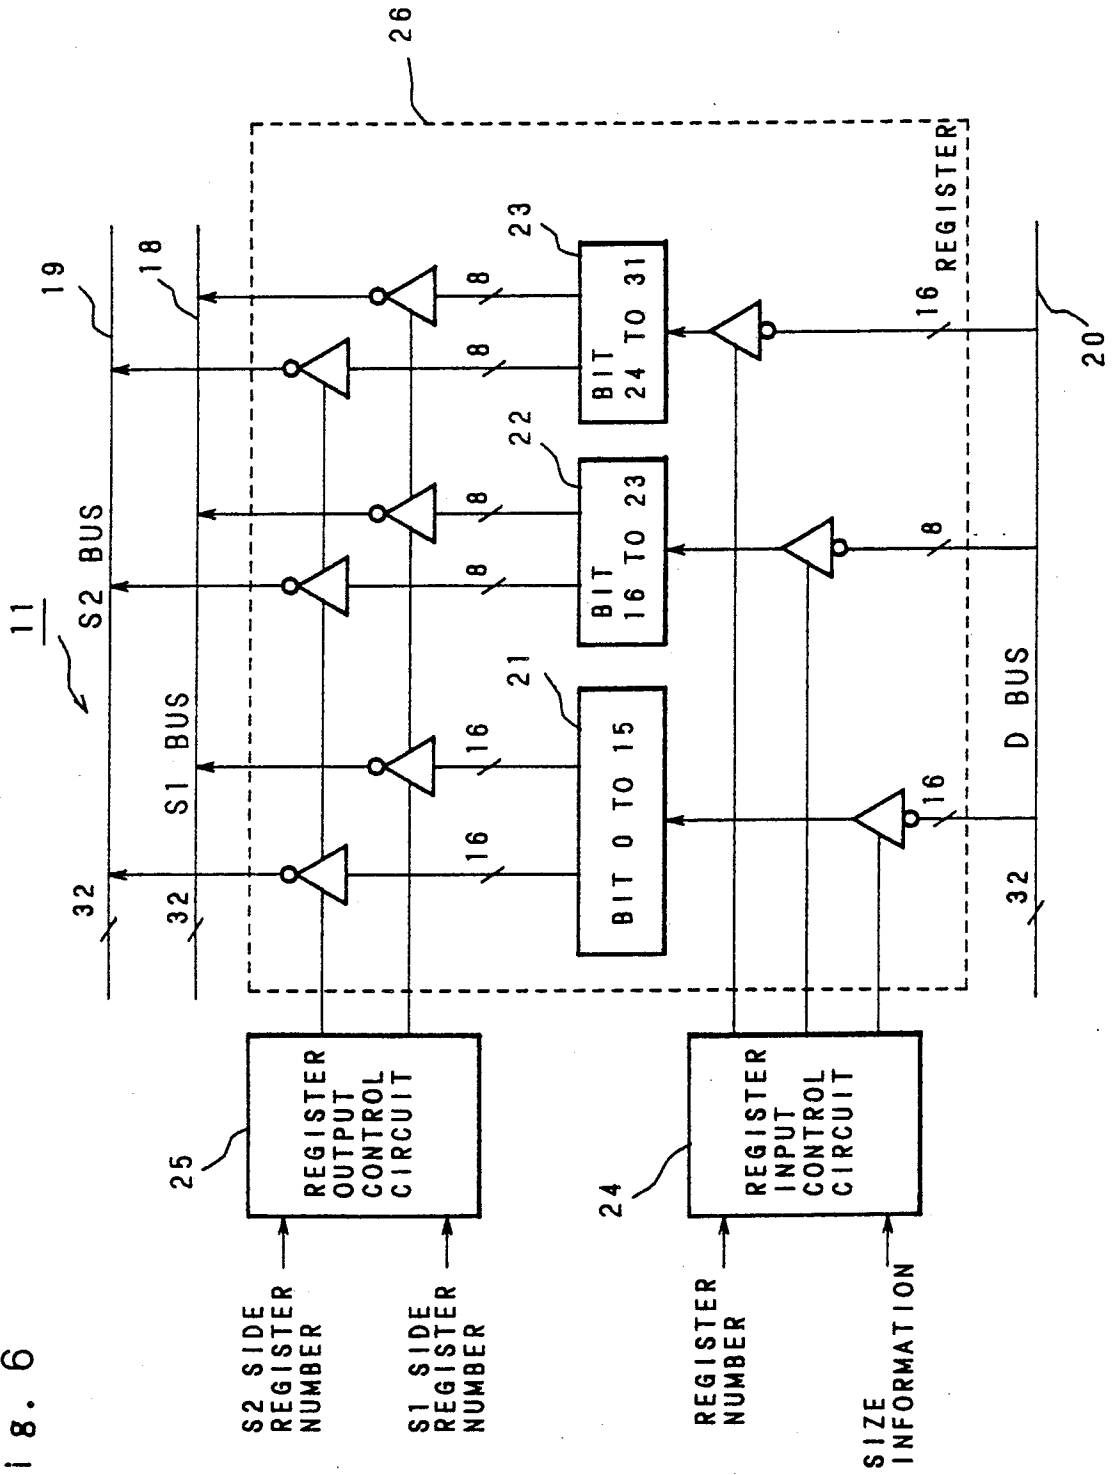 i g. 6
11
S2 BUS
19
32
S1 BUS
18
32
26
25
REGISTER
OUTPUT
CONTROL
CIRCUIT
S2 SIDE
REGISTER
NUMBER
S1 SIDE
REGISTER
NUMBER
16
16
8
8
8
8
21
BIT 0 TO 15
22
BIT
16 TO 23
23
BIT
24 TO 31
24
REGISTER
INPUT
CONTROL
CIRCUIT
REGISTER
NUMBER
SIZE
INFORMATION
16
8
16
REGISTER
32
D BUS
20